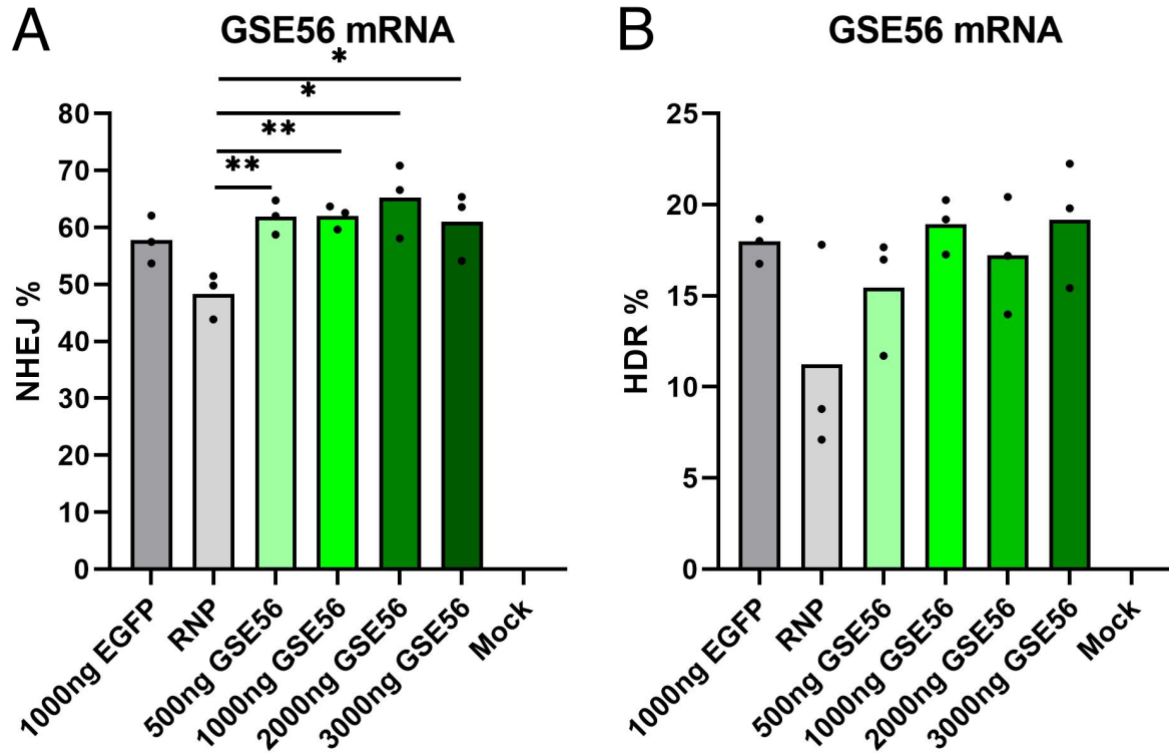 A
GSE56 mRNA
*
*
**
**
NHEJ %
80
70
60
50
40
30
20
10
0
1000ng EGFP
RNP
500ng GSE56
1000ng GSE56
2000ng GSE56
3000ng GSE56
Mock
B
GSE56 mRNA
HDR %
25
20
15
10
5
0
1000ng EGFP
RNP
500ng GSE56
1000ng GSE56
2000ng GSE56
3000ng GSE56
Mock